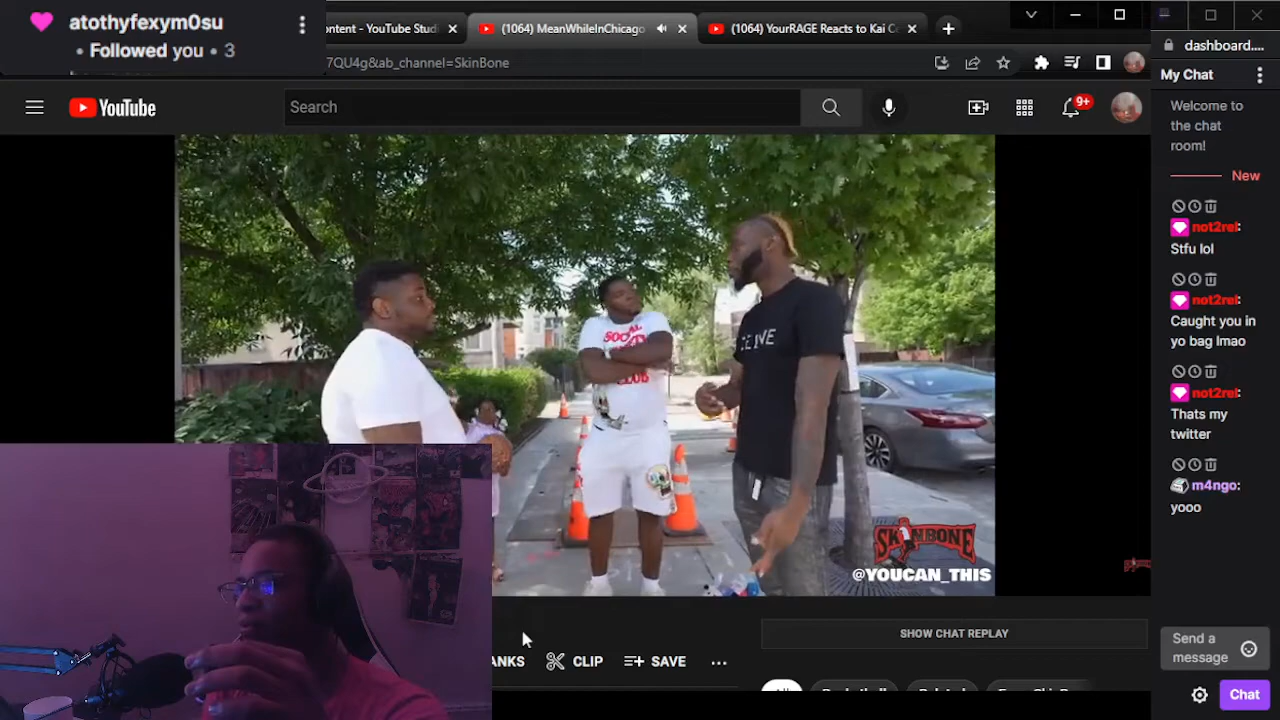 atothyfexym0su
• Followed you • 3
ontent - YouTube Studi
(1064) MeanWhileInChicago
(1064) YourRAGE Reacts to Kai C
7QU4g&ab_channel=SkinBone
dashboard....
YouTube
Search
9+
My Chat
Welcome to
the chat
room!
New
not2rel:
Stfu lol
not2rel:
Caught you in
yo bag lmao
not2rel:
Thats my
twitter
m4ngo:
yooo
SOCIAL
CLUB
SKINBONE
@YOUCAN_THIS
SHOW CHAT REPLAY
ANKS
CLIP
SAVE
Send a
message
Chat